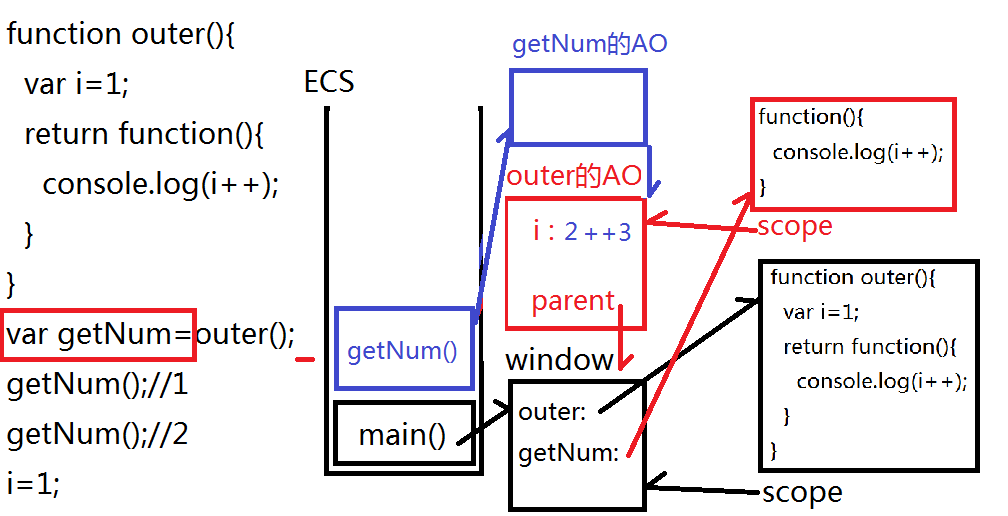 function outer(){
var i=1;
return function(){
console.log(i++);
}
}
var getNum=outer();
getNum();//1
getNum();//2
i=1;
ECS
getNum()
main()
getNum的AO
outer的AO
i : 2 ++3
parent
window
outer:
getNum:
function(){
console.log(i++);
}
scope
function outer(){
var i=1;
return function(){
console.log(i++);
}
}
scope